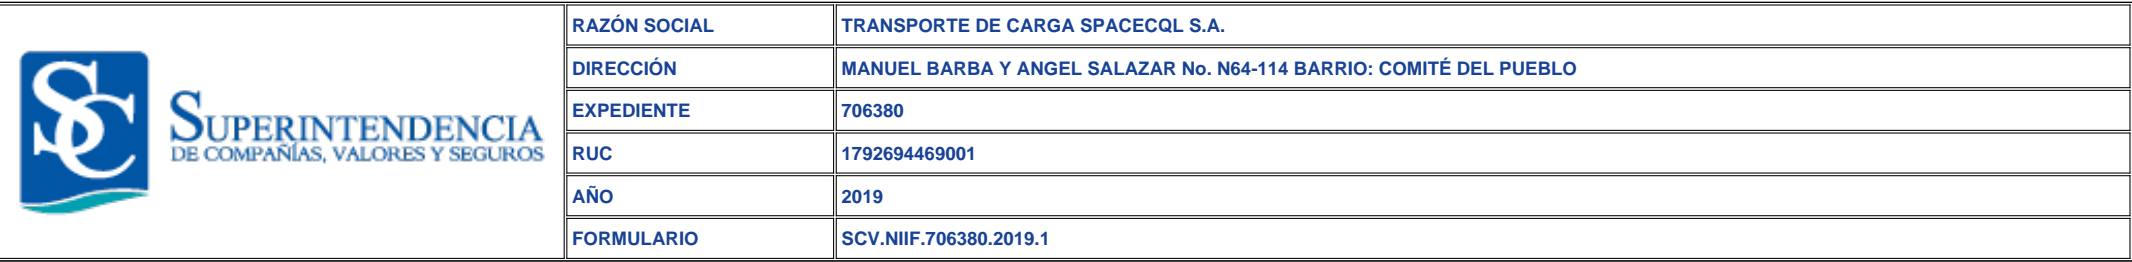 SC
SUPERINTENDENCIA
DE COMPAÑÍAS, VALORES Y SEGUROS
RAZÓN SOCIAL TRANSPORTE DE CARGA SPACECQL S.A.
DIRECCIÓN MANUEL BARBA Y ANGEL SALAZAR No. N64-114 BARRIO: COMITÉ DEL PUEBLO
EXPEDIENTE 706380
RUC 1792694469001
AÑO 2019
FORMULARIO SCV.NIIF.706380.2019.1